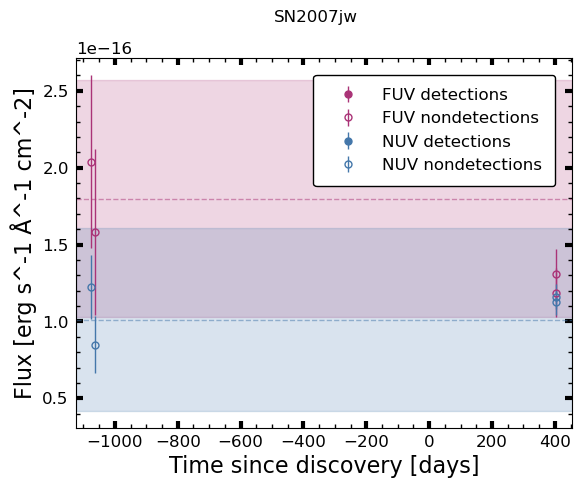 SN2007jw
1e−16
FUV detections
FUV nondetections
NUV detections
NUV nondetections
2.5
2.0
1.5
1.0
0.5
Flux [erg s^-1 Å^-1 cm^-2]
−1000 −800 −600 −400 −200 0 200 400
Time since discovery [days]